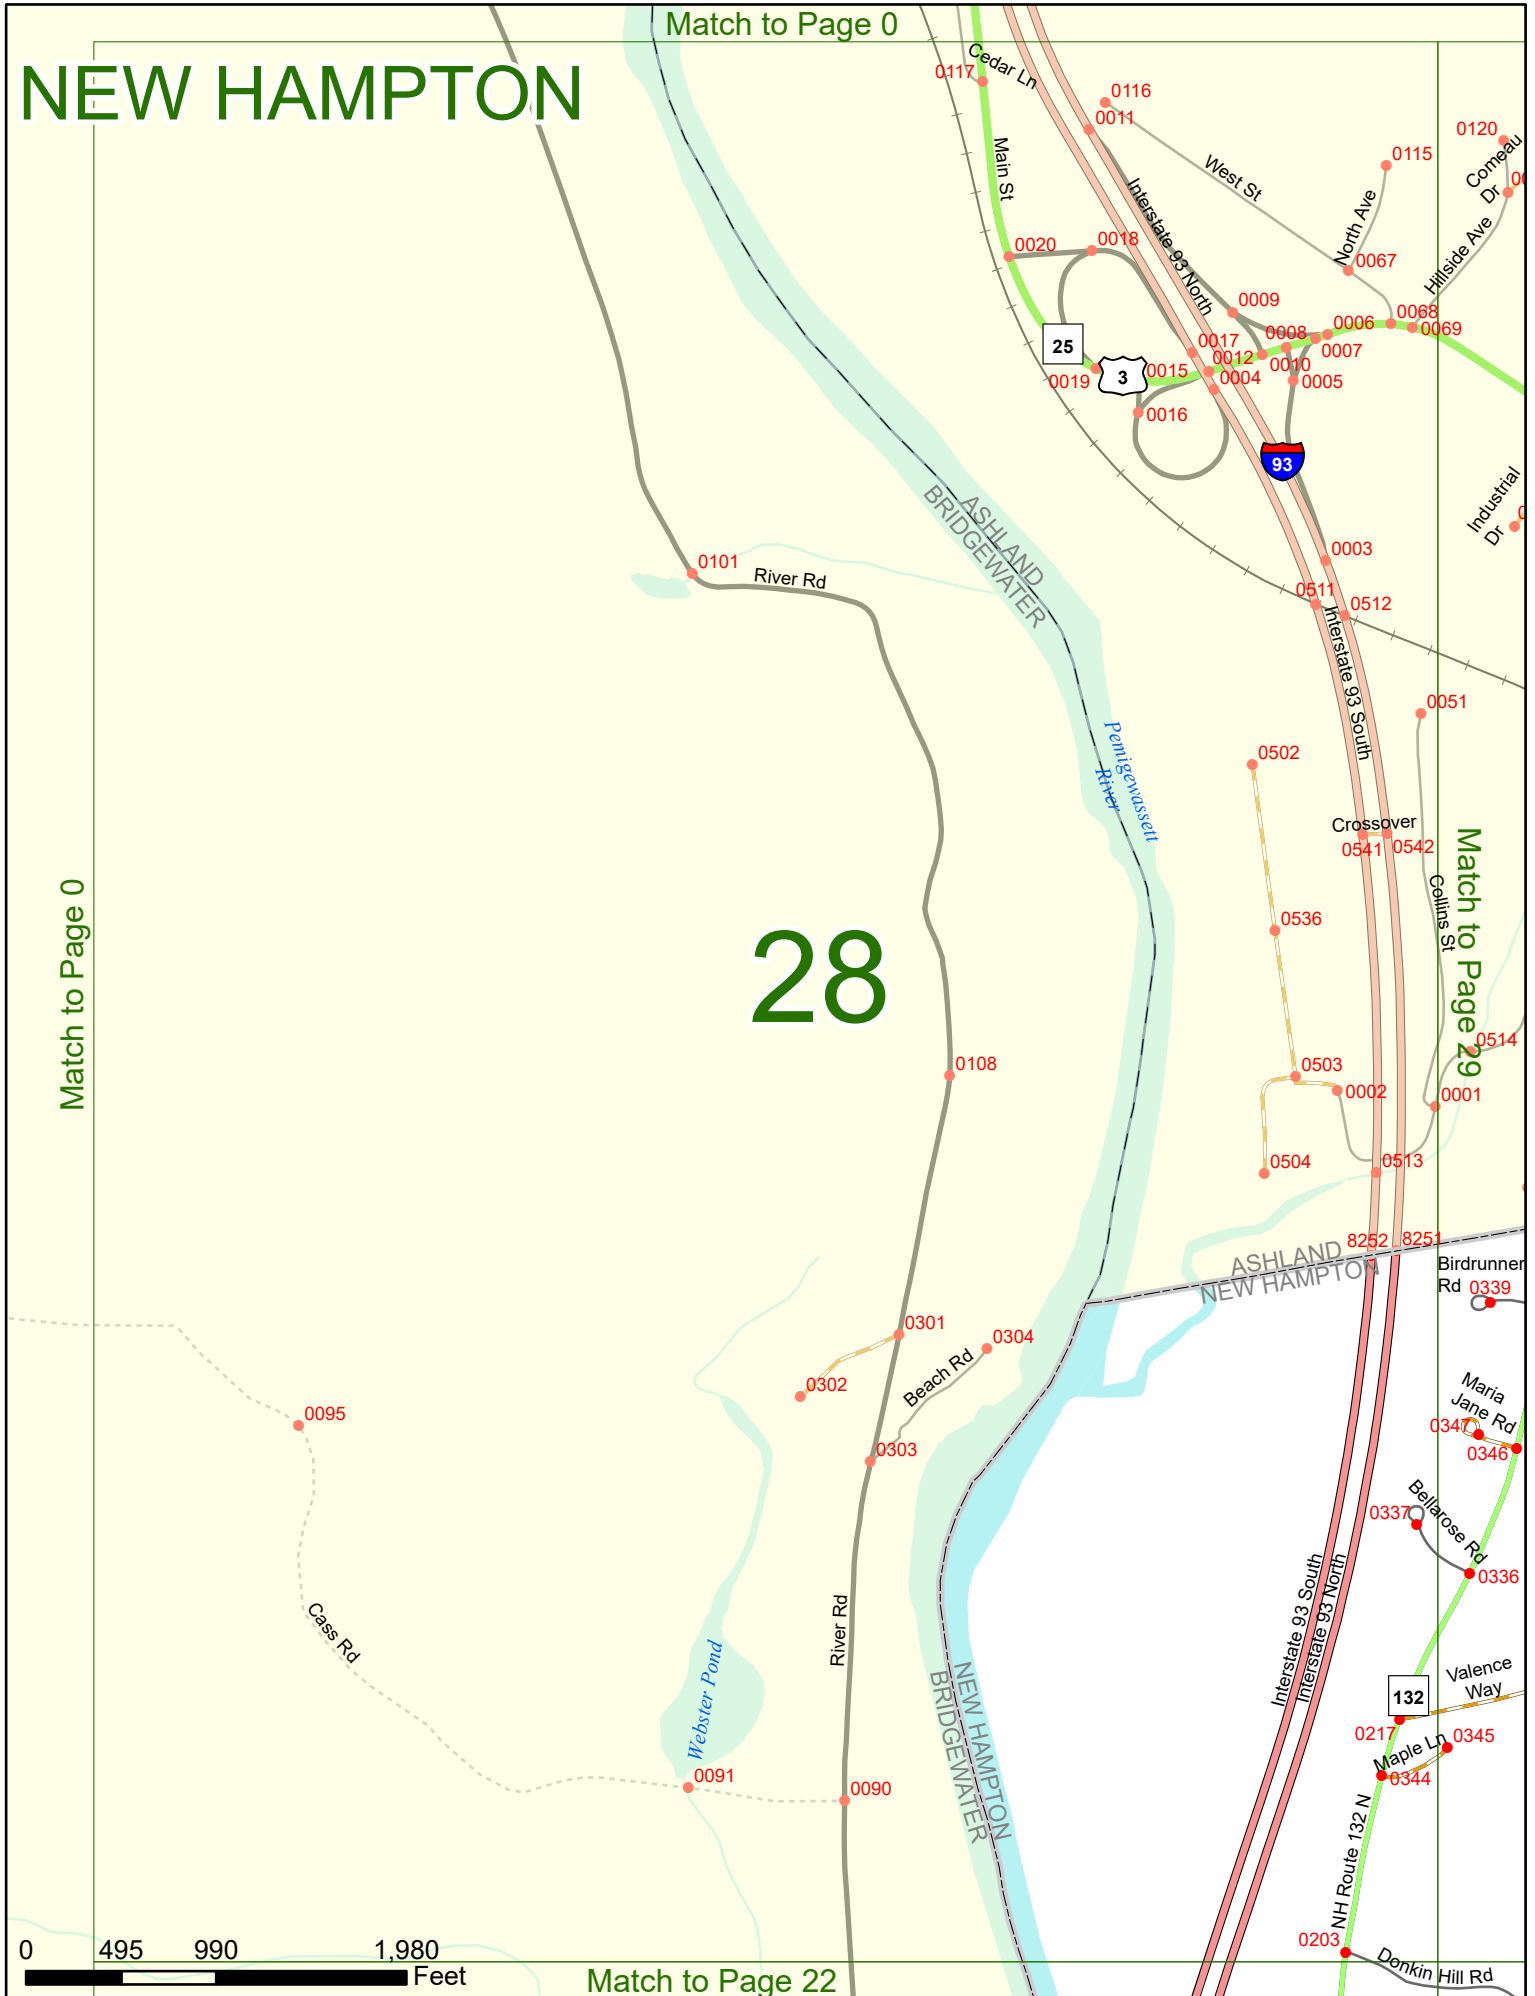 Match to Page 0
NEW HAMPTON
Cedar Ln
0117
0116
0011
0120
Comeau
Dr
0115
Main St
West St
North Ave
Interstate 93 North
Hillside Ave
0020
0018
0067
0009
0068
0069
0006
0008
0007
25
0017
0012
0010
0019
3
0015
0004
0005
0016
93
Industrial
Dr
ASHLAND
BRIDGEWATER
0003
0101
River Rd
0511
0512
Interstate 93 South
0051
Pemigewassett
River
0502
Crossover
0541
0542
Match to Page 29
Collins St
Match to Page 0
28
0536
0514
0108
0503
0002
0001
0504
0513
8252
8251
ASHLAND
NEW HAMPTON
Birdrunner
Rd
0339
0301
0304
Beach Rd
0302
Maria
Jane Rd
0095
0347
0346
0303
Bellarose Rd
0337
0336
Interstate 93 South
Interstate 93 North
Cass Rd
River Rd
Webster Pond
NEW HAMPTON
BRIDGEWATER
Valence
Way
132
0217
Maple Ln
0345
0344
0091
0090
NH Route 132 N
0203
Donkin Hill Rd
0
495
990
1,980
Feet
Match to Page 22